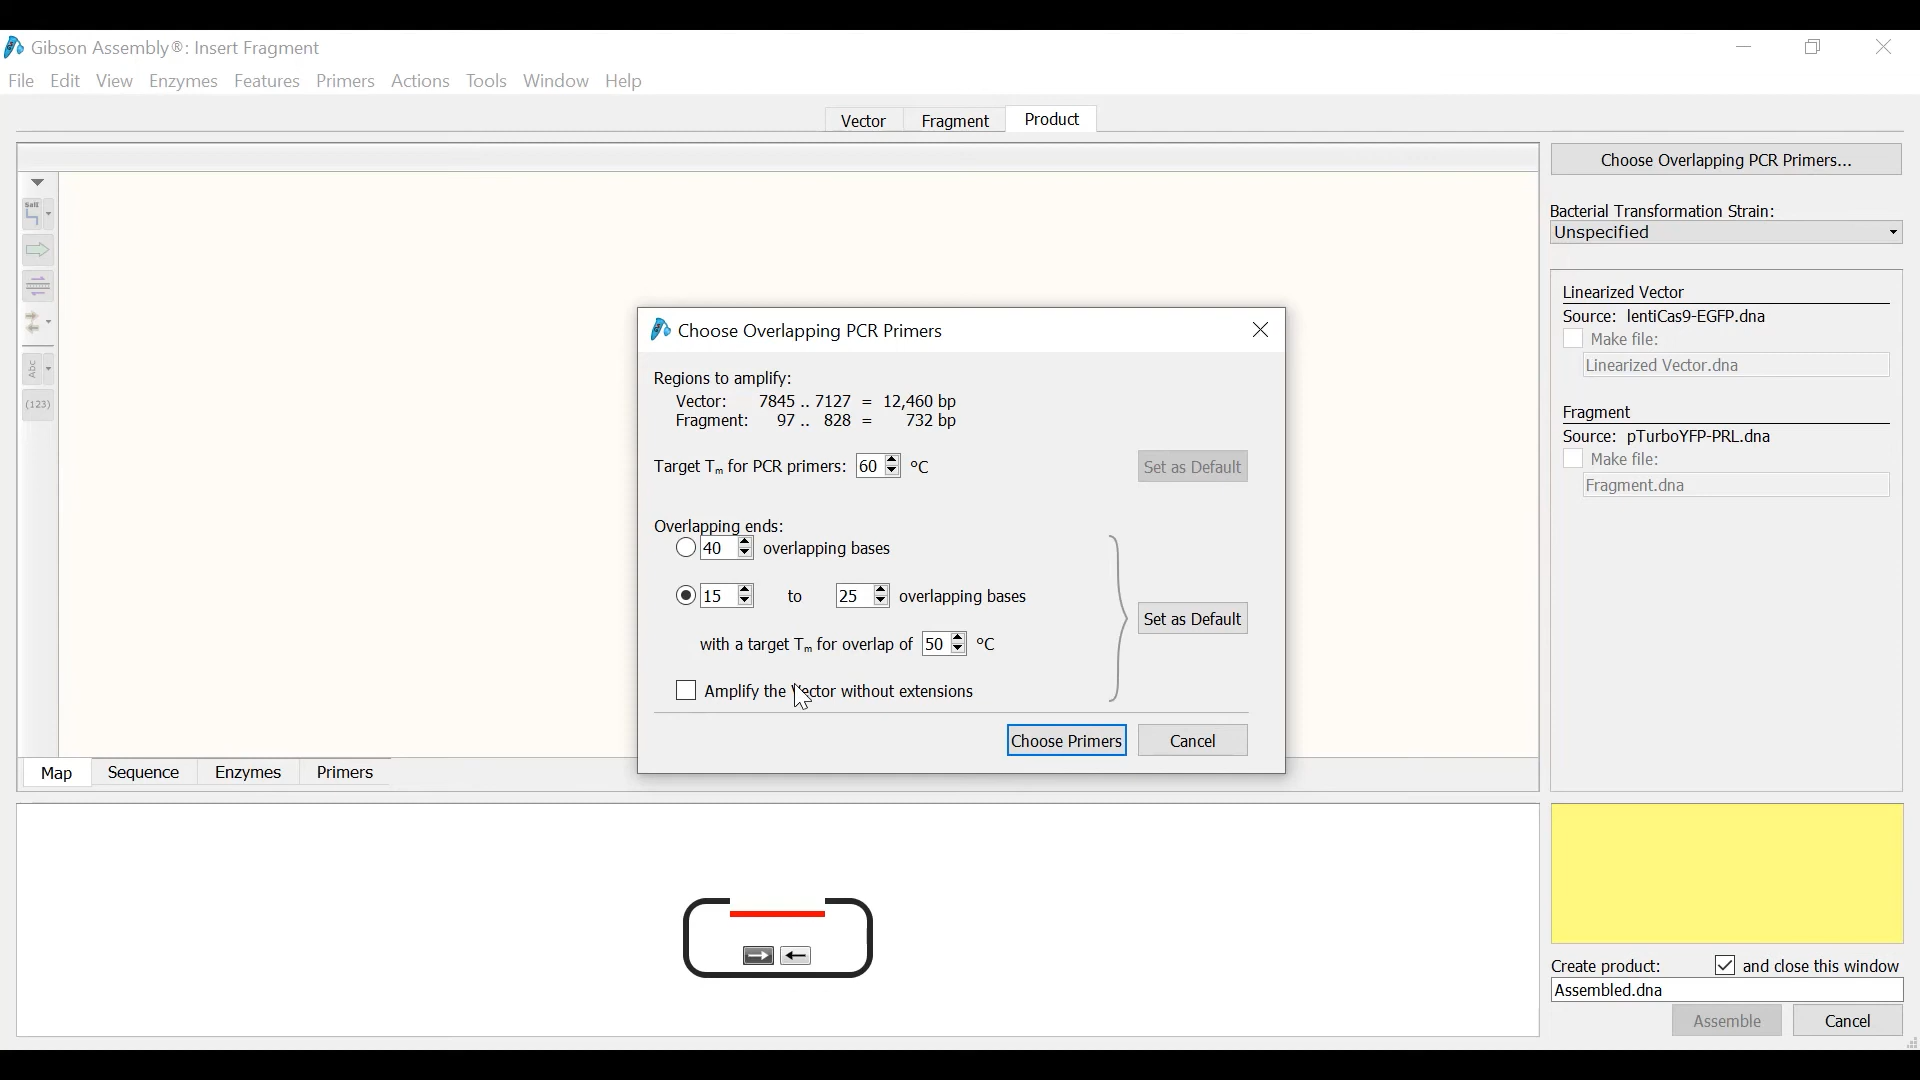 Gibson Assembly®: Insert Fragment
File Edit View Enzymes Features Primers Actions Tools Window Help
Vector Fragment Product
Choose Overlapping PCR Primers...
SalI
Abc
(123)
Bacterial Transformation Strain:
Unspecified
Linearized Vector
Source: lentiCas9-EGFP.dna
Make file:
Linearized Vector.dna
Fragment
Source: pTurboYFP-PRL.dna
Make file:
Fragment.dna
Choose Overlapping PCR Primers
Regions to amplify:
Vector: 7845 .. 7127 = 12,460 bp
Fragment: 97 .. 828 = 732 bp
Target Tm for PCR primers: 60 °C Set as Default
Overlapping ends:
40 overlapping bases
15 to 25 overlapping bases
Set as Default
with a target Tm for overlap of 50 °C
Amplify the Vector without extensions
Choose Primers Cancel
Map Sequence Enzymes Primers
Create product: and close this window
Assembled.dna
Assemble Cancel